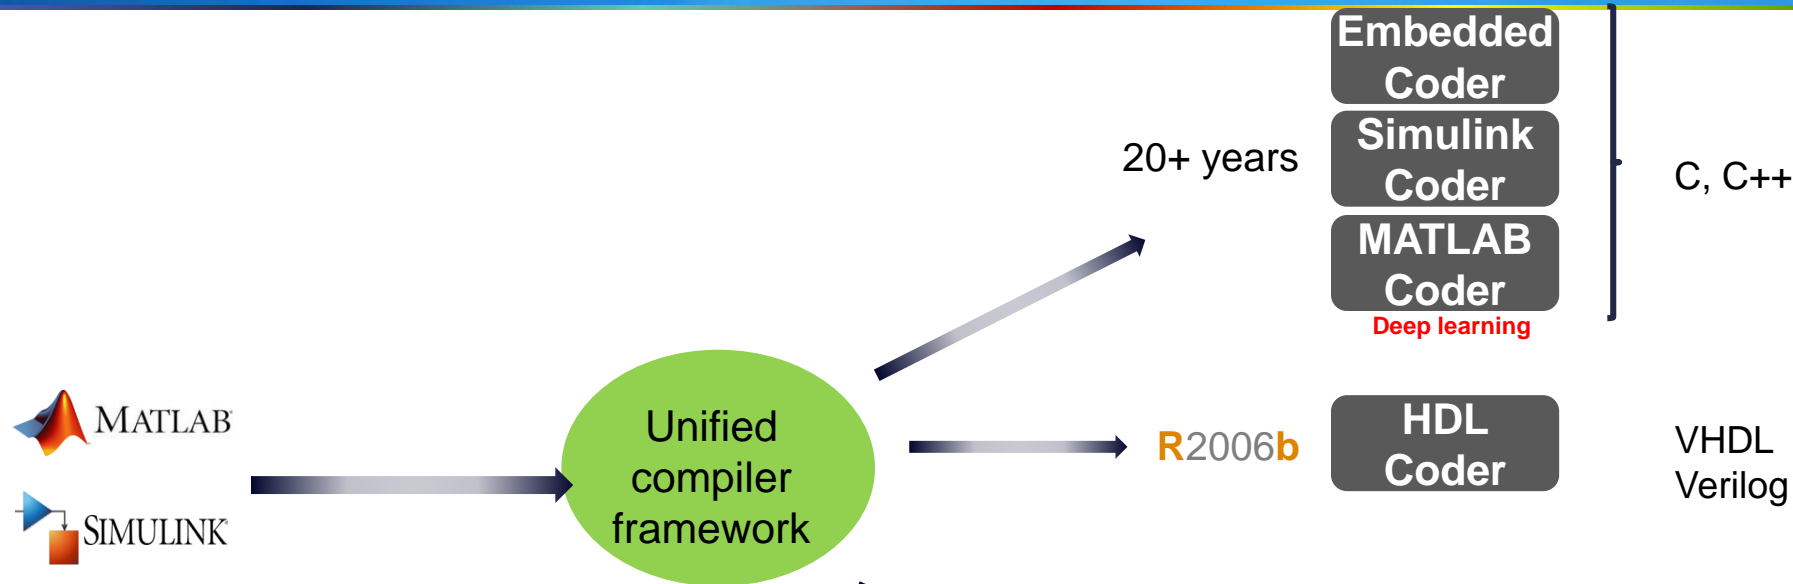 Embedded
Coder
20+ years
Simulink
Coder
C, C++
MATLAB
Coder
Deep learning
MATLAB®
SIMULINK®
Unified
compiler
framework
R2006b
HDL
Coder
VHDL
Verilog